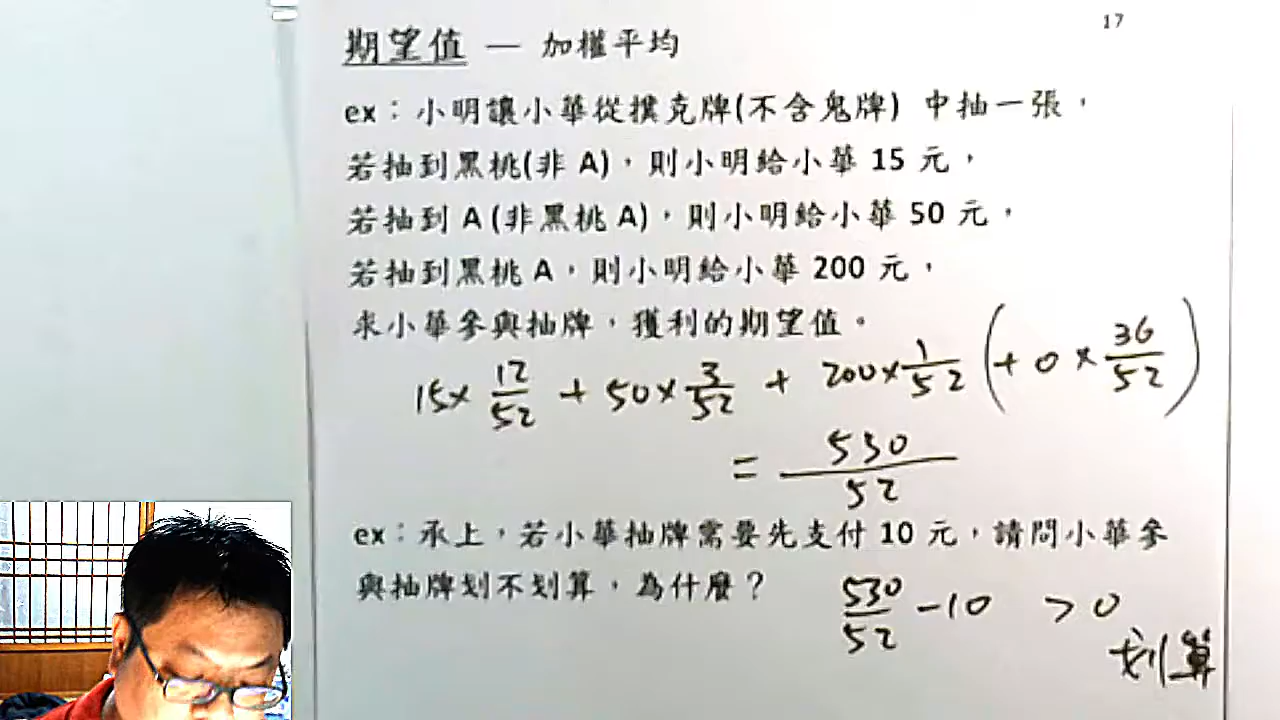 17
期望值 — 加權平均
ex：小明讓小華從撲克牌(不含鬼牌) 中抽一張，
若抽到黑桃(非 A)，則小明給小華 15 元，
若抽到 A (非黑桃 A)，則小明給小華 50 元，
若抽到黑桃 A，則小明給小華 200 元，
求小華參與抽牌，獲利的期望值。
15× 12/52 + 50× 3/52 + 200× 1/52 (+ 0 × 36/52)
= 530/52
ex：承上，若小華抽牌需要先支付 10 元，請問小華參
與抽牌划不划算，為什麼？
530/52 -10 > 0
划算